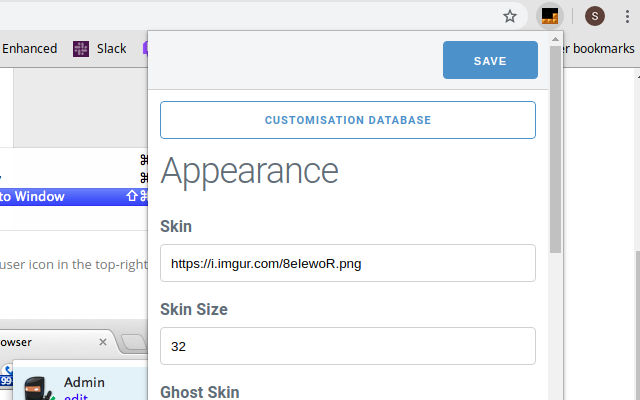 S
Enhanced
Slack
er bookmarks
SAVE
CUSTOMISATION DATABASE
Appearance
⌘
⌘
to Window ⇧⌘
Skin
user icon in the top-right
https://i.imgur.com/8eIewoR.png
Skin Size
owser
32
99
Admin
edit
Ghost Skin